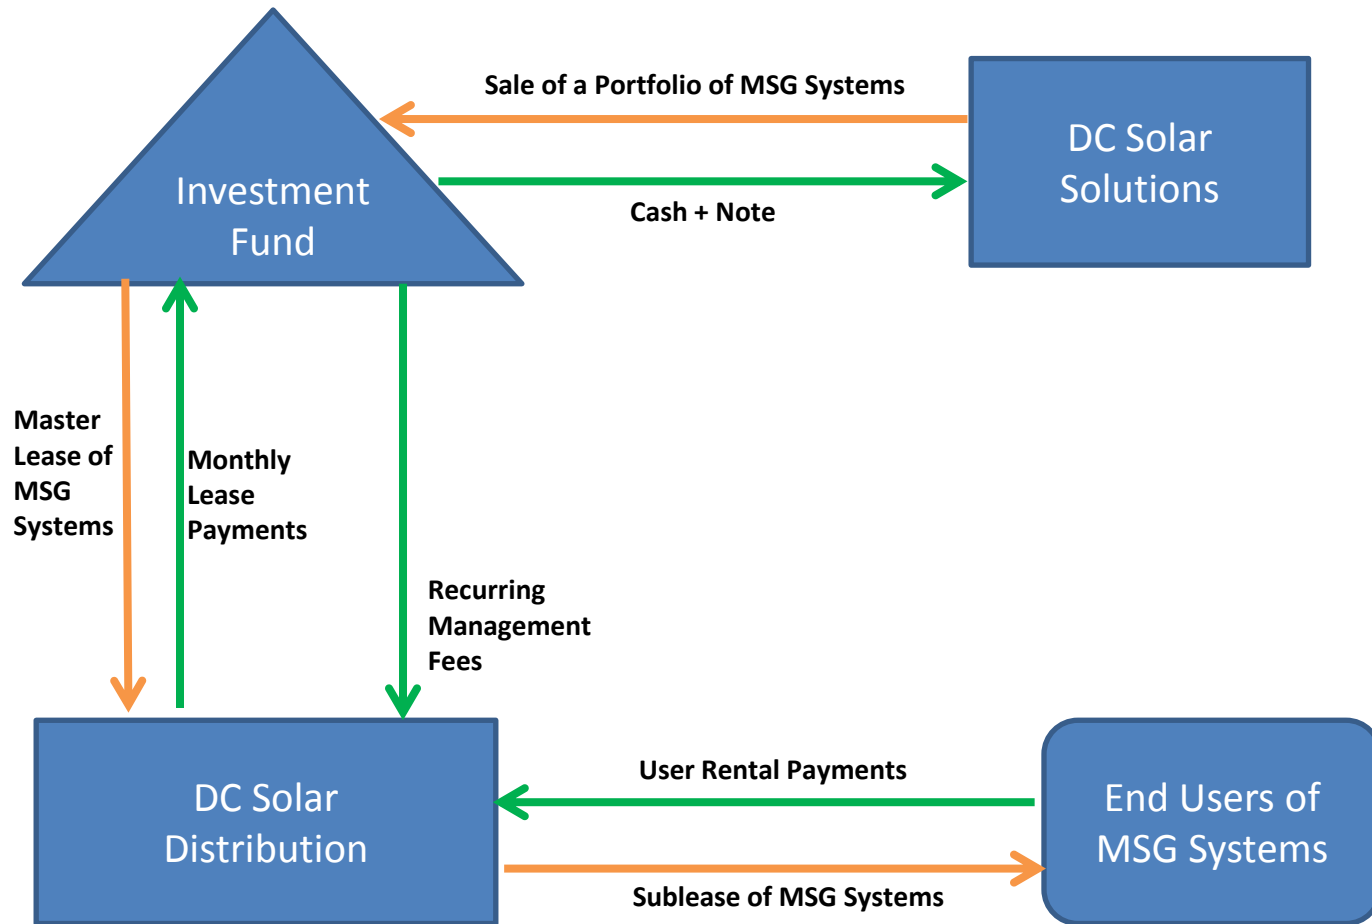 Sale of a Portfolio of MSG Systems
DC Solar
Solutions
Investment
Fund
Cash + Note
Master
Lease of
MSG
Systems
Monthly
Lease
Payments
Recurring
Management
Fees
DC Solar
Distribution
User Rental Payments
End Users of
MSG Systems
Sublease of MSG Systems